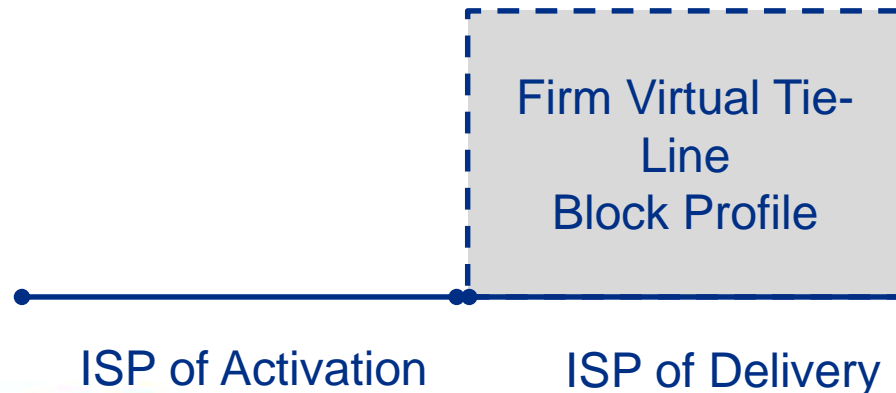 Firm Virtual Tie-
Line
Block Profile
ISP of Activation
ISP of Delivery